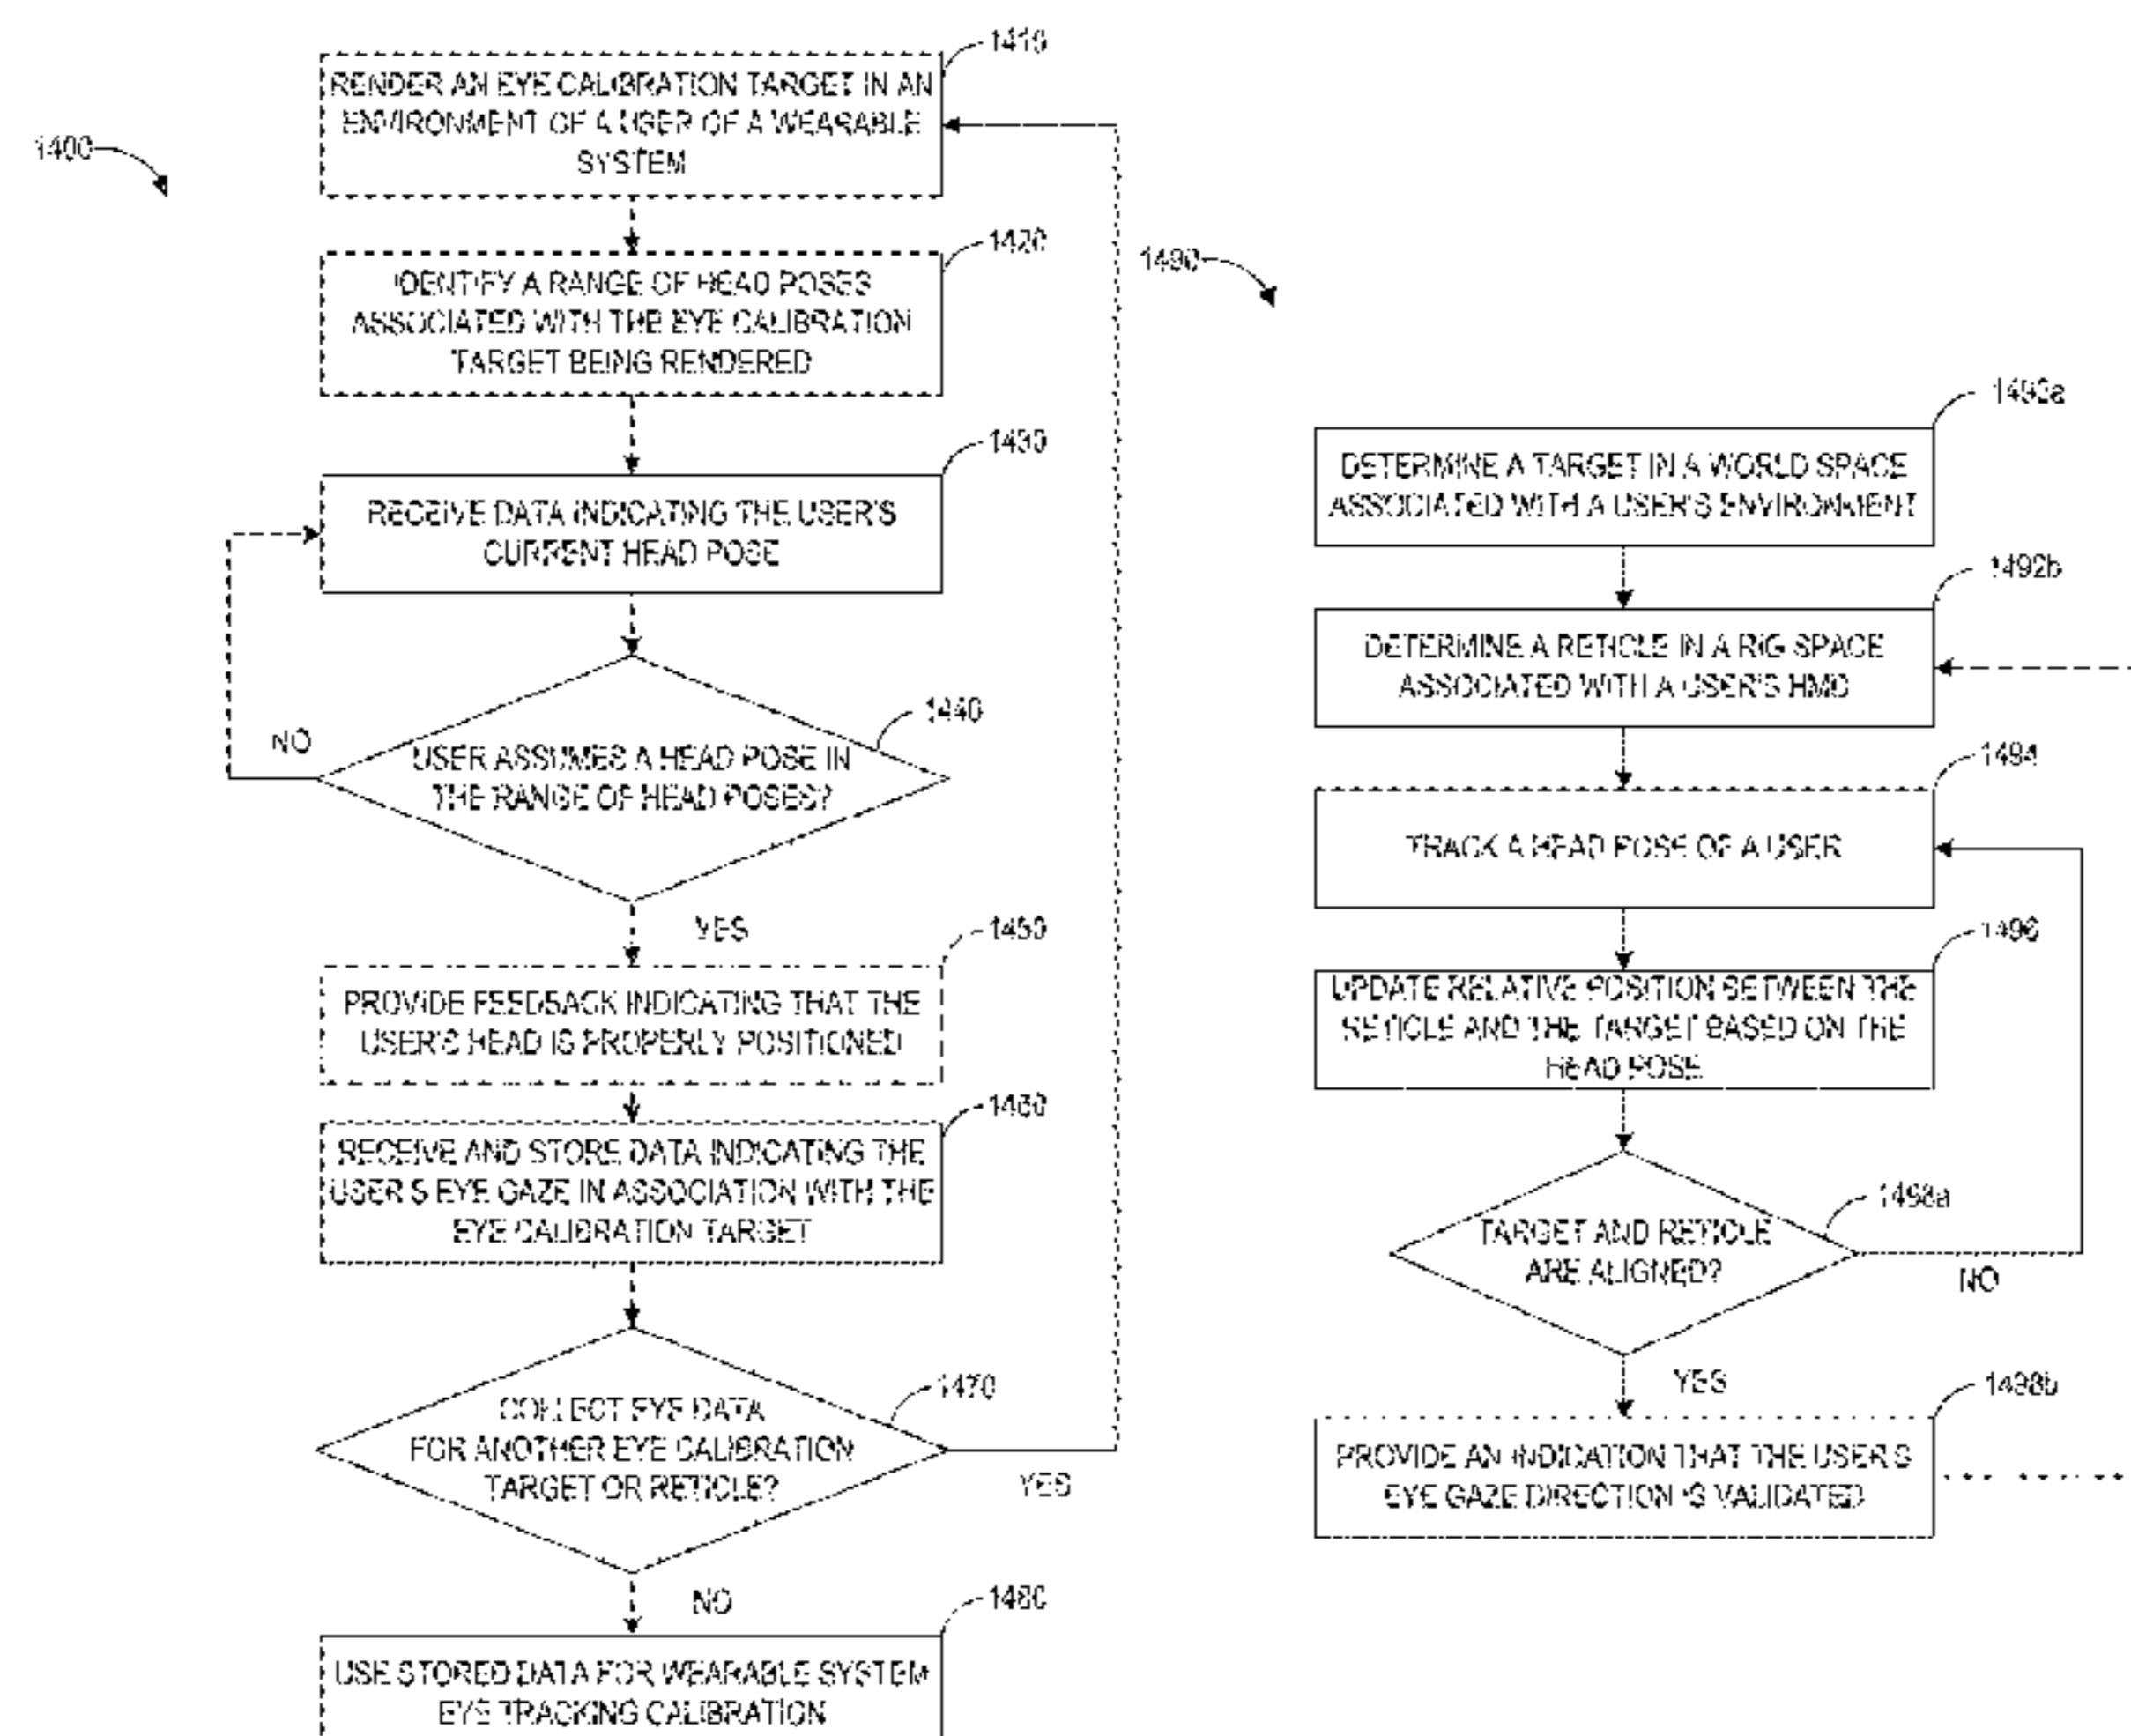 1400
1410
RENDER AN EYE CALIBRATION TARGET IN AN
ENVIRONMENT OF A USER OF A WEARABLE
SYSTEM
1420
IDENTIFY A RANGE OF HEAD POSES
ASSOCIATED WITH THE EYE CALIBRATION
TARGET BEING RENDERED
1430
RECEIVE DATA INDICATING THE USER'S
CURRENT HEAD POSE
1440
USER ASSUMES A HEAD POSE IN
THE RANGE OF HEAD POSES?
NO
YES
1450
PROVIDE FEEDBACK INDICATING THAT THE
USER'S HEAD IS PROPERLY POSITIONED
1460
RECEIVE AND STORE DATA INDICATING THE
USER'S EYE GAZE IN ASSOCIATION WITH THE
EYE CALIBRATION TARGET
1470
COLLECT EYE DATA
FOR ANOTHER EYE CALIBRATION
TARGET OR RETICLE?
YES
NO
1480
USE STORED DATA FOR WEARABLE SYSTEM
EYE TRACKING CALIBRATION
1490
1492a
DETERMINE A TARGET IN A WORLD SPACE
ASSOCIATED WITH A USER'S ENVIRONMENT
1492b
DETERMINE A RETICLE IN A RIG SPACE
ASSOCIATED WITH A USER'S HMD
1494
TRACK A HEAD POSE OF A USER
1496
UPDATE RELATIVE POSITION BETWEEN THE
RETICLE AND THE TARGET BASED ON THE
HEAD POSE
1498a
TARGET AND RETICLE
ARE ALIGNED?
NO
YES
1498b
PROVIDE AN INDICATION THAT THE USER'S
EYE GAZE DIRECTION IS VALIDATED